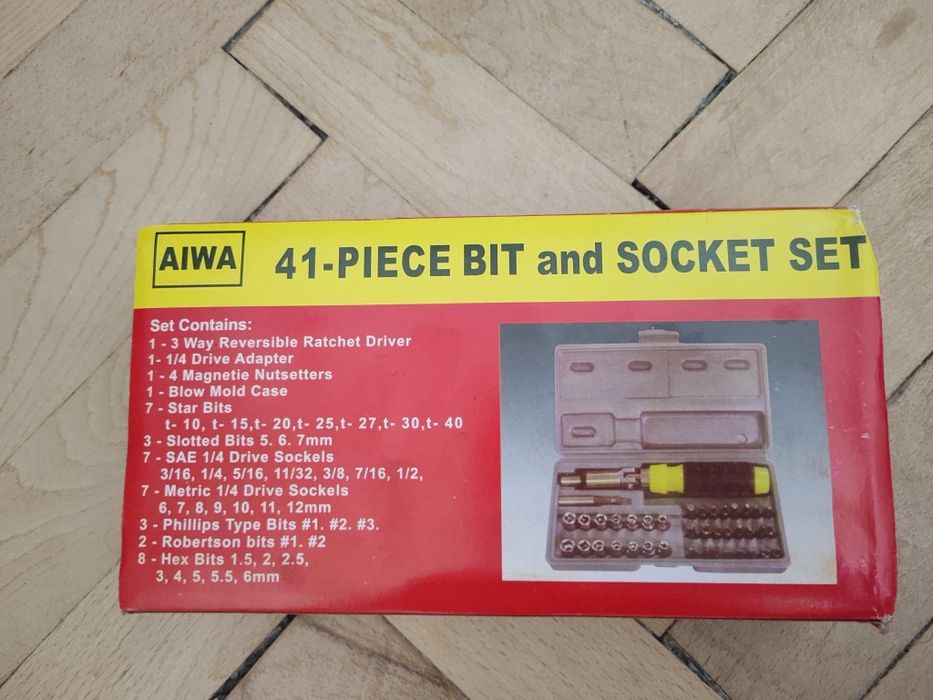 AIWA
41-PIECE BIT and SOCKET SET
Set Contains:
1 - 3 Way Reversible Ratchet Driver
1- 1/4 Drive Adapter
1 - 4 Magnetie Nutsetters
1 - Blow Mold Case
7 - Star Bits
t- 10, t- 15,t- 20,t- 25,t- 27,t- 30,t- 40
3 - Slotted Bits 5. 6. 7mm
7 - SAE 1/4 Drive Sockels
3/16, 1/4, 5/16, 11/32, 3/8, 7/16, 1/2,
7 - Metric 1/4 Drive Sockels
6, 7, 8, 9, 10, 11, 12mm
3 - Phillips Type Bits #1. #2. #3.
2 - Robertson bits #1. #2
8 - Hex Bits 1.5, 2, 2.5,
3, 4, 5, 5.5, 6mm